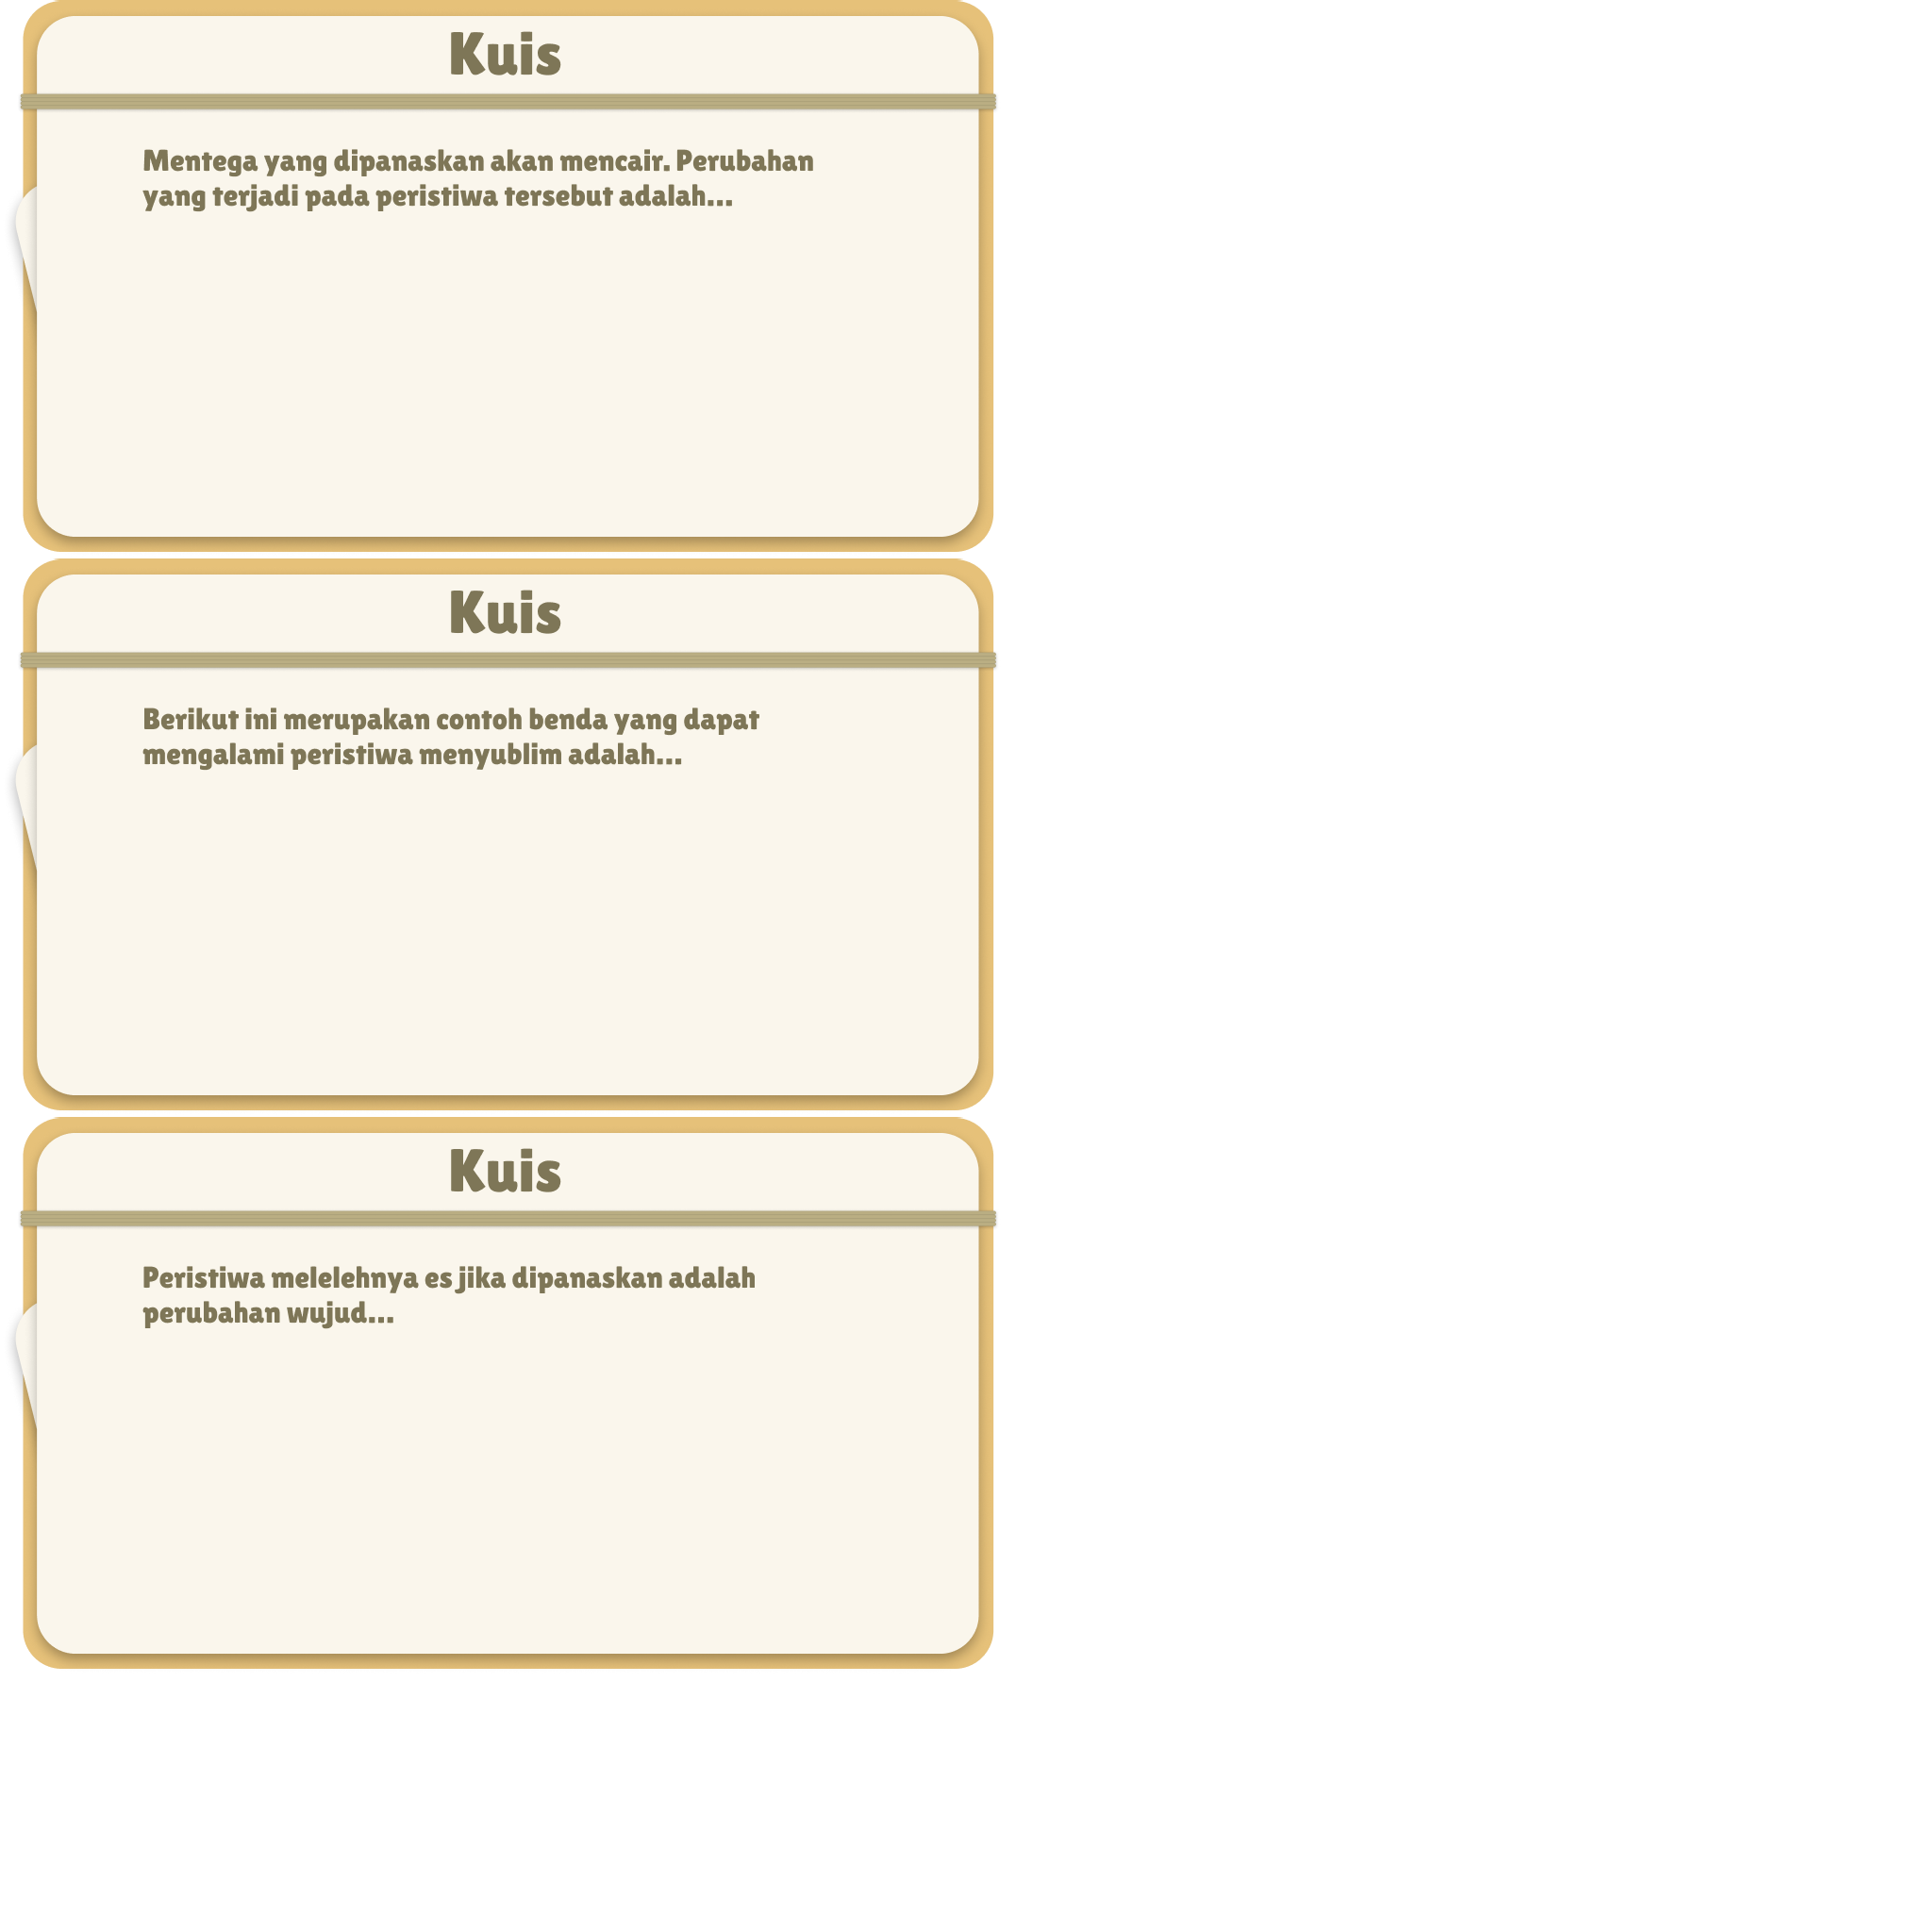 Kuis
Mentega yang dipanaskan akan mencair. Perubahan
yang terjadi pada peristiwa tersebut adalah...
Kuis
Berikut ini merupakan contoh benda yang dapat
mengalami peristiwa menyublim adalah...
Kuis
Peristiwa melelehnya es jika dipanaskan adalah
perubahan wujud...